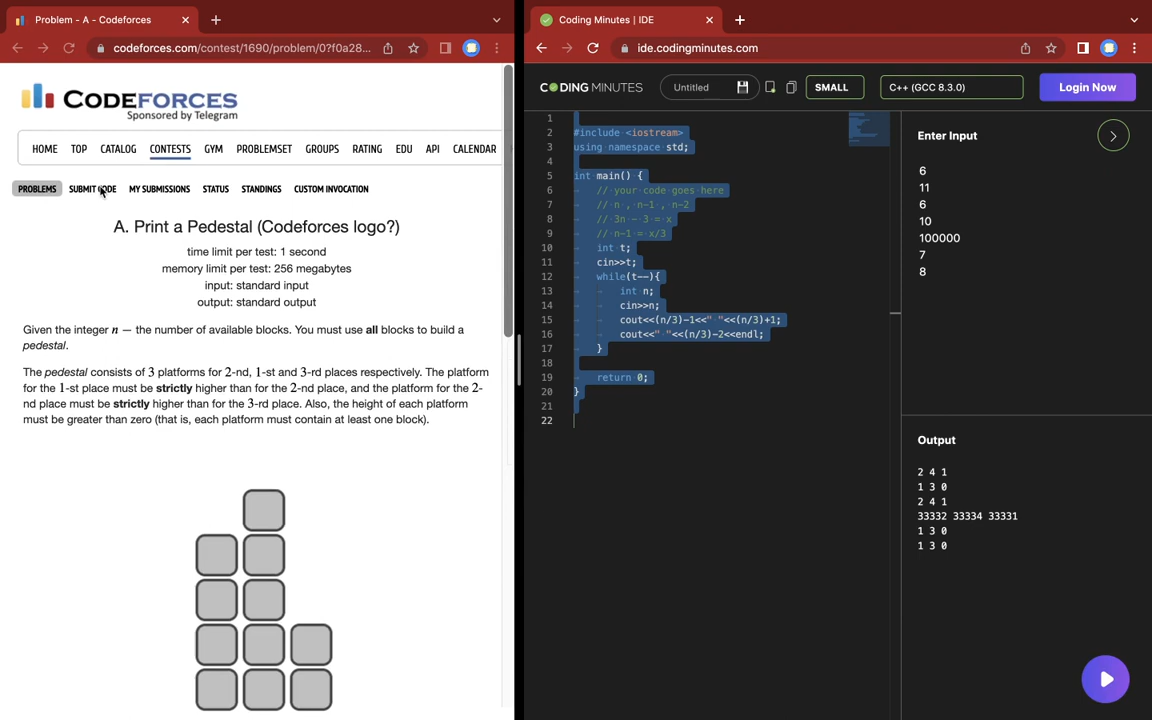 Problem - A - Codeforces
codeforces.com/contest/1690/problem/0?f0a28...
CODEFORCES
Sponsored by Telegram
HOME TOP CATALOG CONTESTS GYM PROBLEMSET GROUPS RATING EDU API CALENDAR
PROBLEMS SUBMIT CODE MY SUBMISSIONS STATUS STANDINGS CUSTOM INVOCATION
A. Print a Pedestal (Codeforces logo?)
time limit per test: 1 second
memory limit per test: 256 megabytes
input: standard input
output: standard output
Given the integer n — the number of available blocks. You must use all blocks to build a
pedestal.
The pedestal consists of 3 platforms for 2-nd, 1-st and 3-rd places respectively. The platform
for the 1-st place must be strictly higher than for the 2-nd place, and the platform for the 2-
nd place must be strictly higher than for the 3-rd place. Also, the height of each platform
must be greater than zero (that is, each platform must contain at least one block).
Coding Minutes | IDE
ide.codingminutes.com
CODING MINUTES Untitled SMALL C++ (GCC 8.3.0) Login Now
1
2 #include <iostream>
3 using namespace std;
4
5 int main() {
6 // your code goes here
7 // n , n-1 , n-2
8 // 3n - 3 = x
9 // n-1 = x/3
10 int t;
11 cin>>t;
12 while(t--){
13 int n;
14 cin>>n;
15 cout<<(n/3)-1<<" "<<(n/3)+1;
16 cout<<" "<<(n/3)-2<<endl;
17 }
18
19 return 0;
20 }
21
22
Enter Input
6
11
6
10
100000
7
8
Output
2 4 1
1 3 0
2 4 1
33332 33334 33331
1 3 0
1 3 0